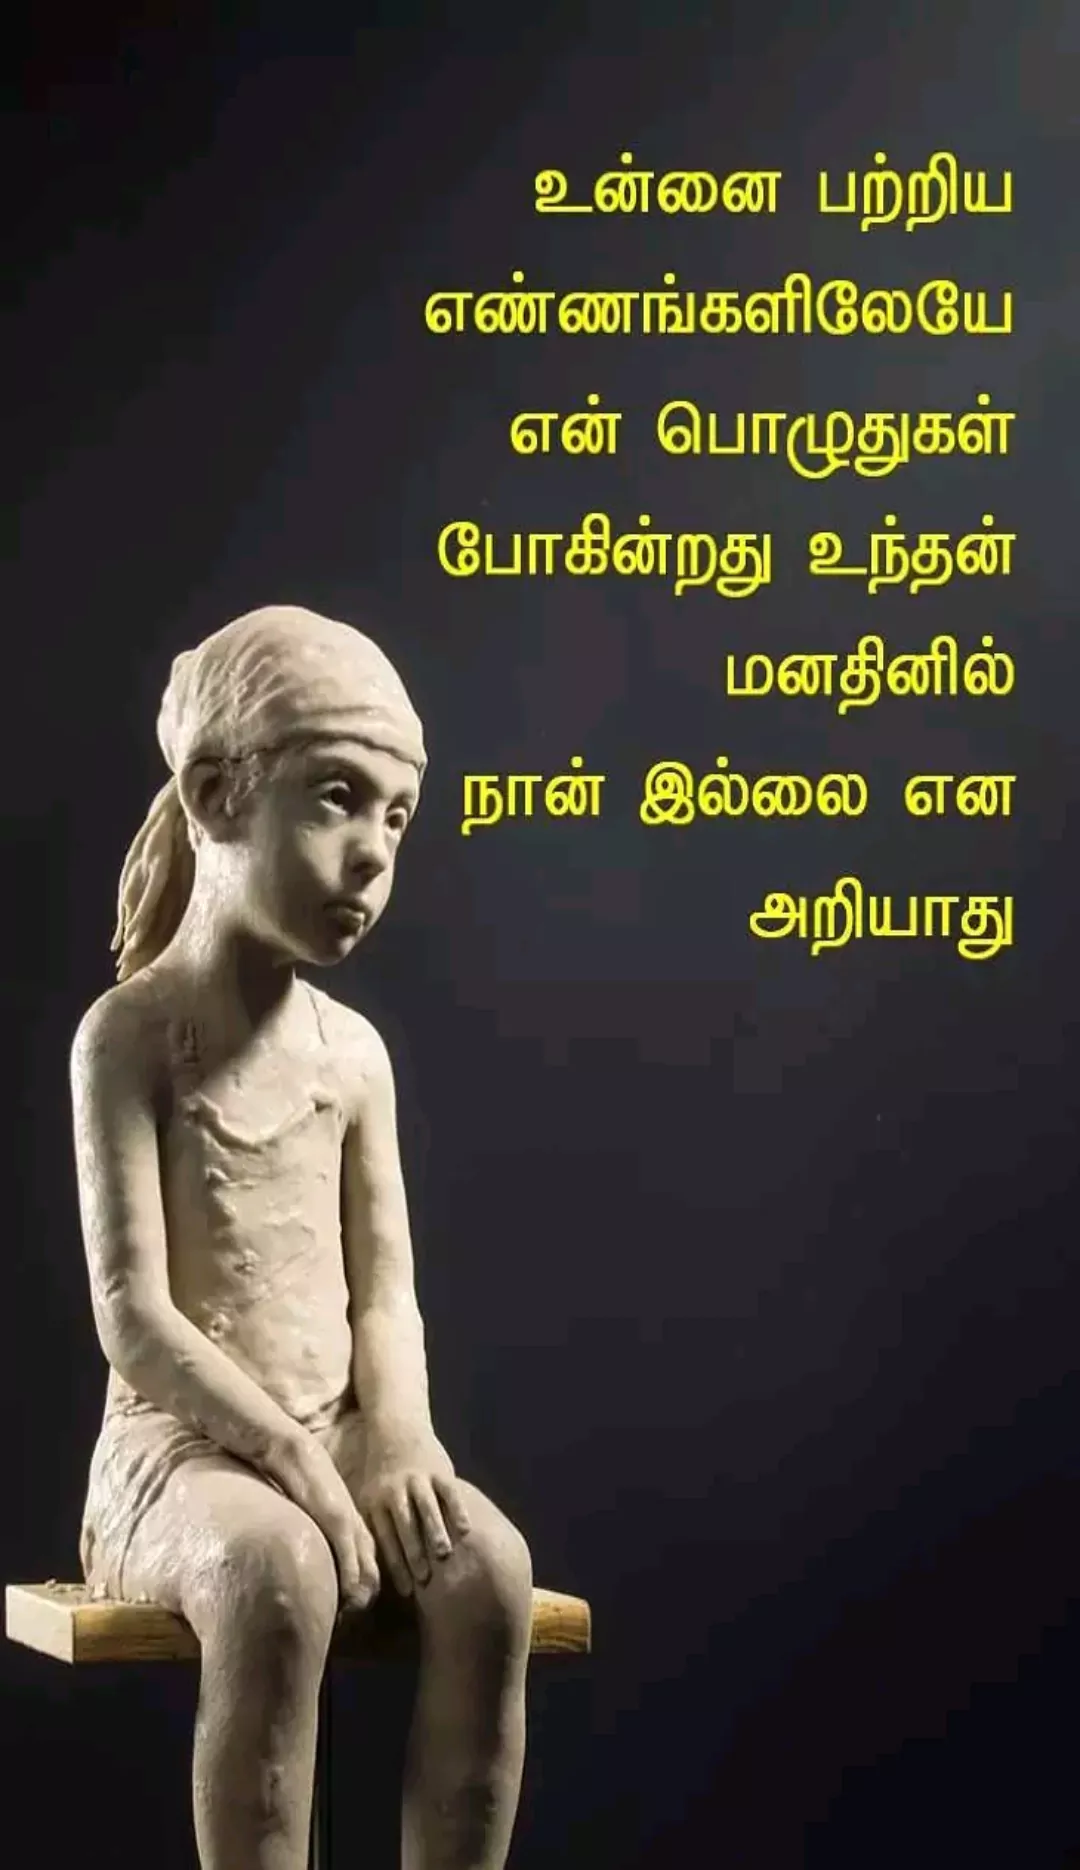 உன்னை பற்றிய
எண்ணங்களிலேயே
என் பொழுதுகள்
போகின்றது உந்தன்
மனதினில்
நான் இல்லை என
அறியாது